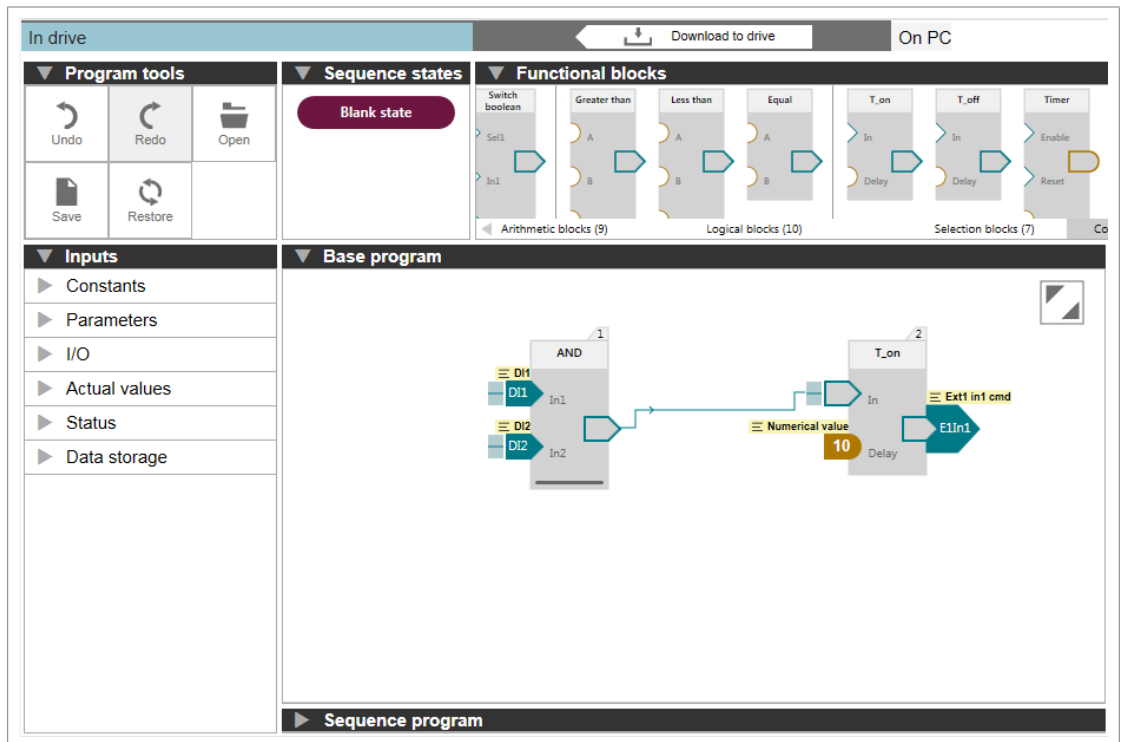 In drive
Download to drive
On PC
Program tools
Undo
Redo
Open
Save
Restore
Sequence states
Blank state
Functional blocks
Switch
boolean
Sel1
In1
Greater than
A
B
Less than
A
B
Equal
A
B
T_on
In
Delay
T_off
In
Delay
Timer
Enable
Reset
Arithmetic blocks (9)
Logical blocks (10)
Selection blocks (7)
Co
Inputs
Constants
Parameters
I/O
Actual values
Status
Data storage
Base program
1
AND
DI1
DI1
In1
DI2
DI2
In2
2
T_on
In
Numerical value
10
Delay
Ext1 in1 cmd
E1In1
Sequence program